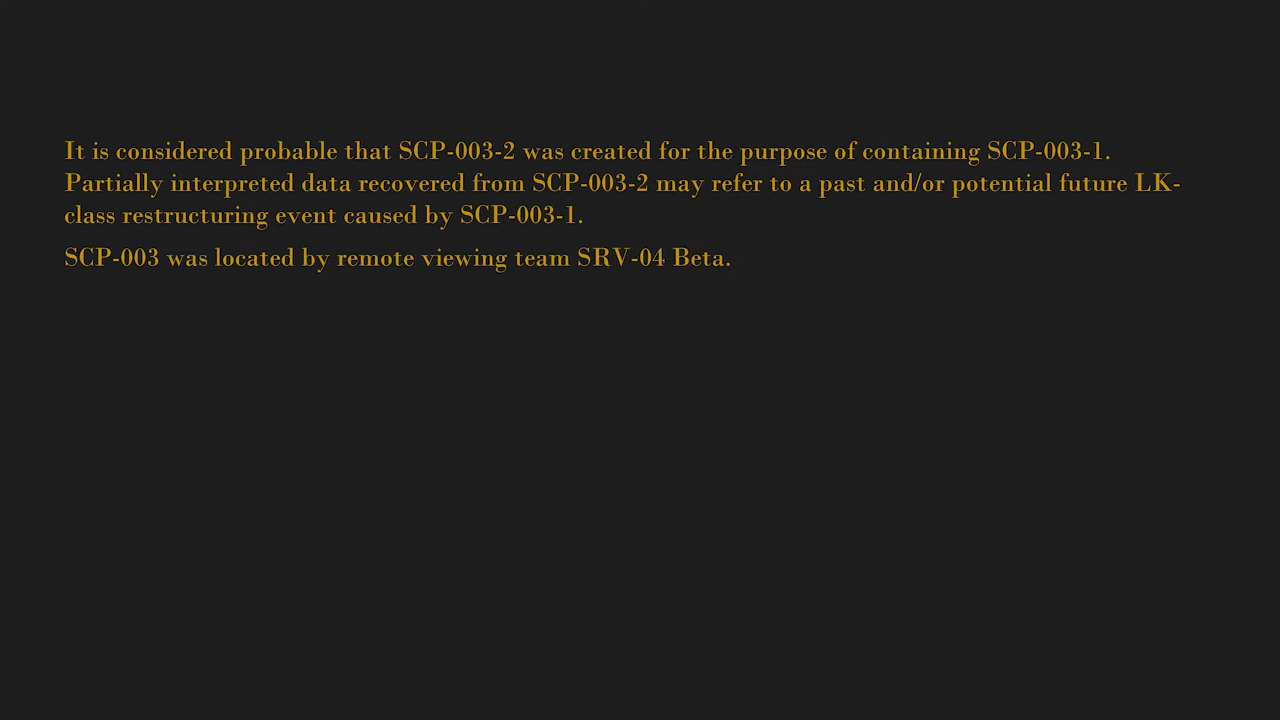 It is considered probable that SCP-003-2 was created for the purpose of containing SCP-003-1.
Partially interpreted data recovered from SCP-003-2 may refer to a past and/or potential future LK-
class restructuring event caused by SCP-003-1.
SCP-003 was located by remote viewing team SRV-04 Beta.